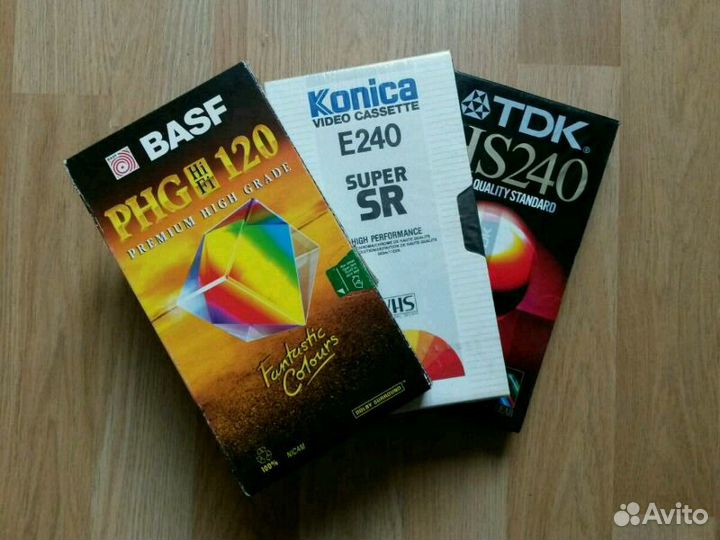 BASF
PHG Hi Fi 120
PREMIUM HIGH GRADE
Fantastic
Colours
DOLBY SURROUND
100%
NICAM
Konica
VIDEO CASSETTE
E240
SUPER
SR
HIGH PERFORMANCE
VHS
TDK
HS240
QUALITY STANDARD
Avito